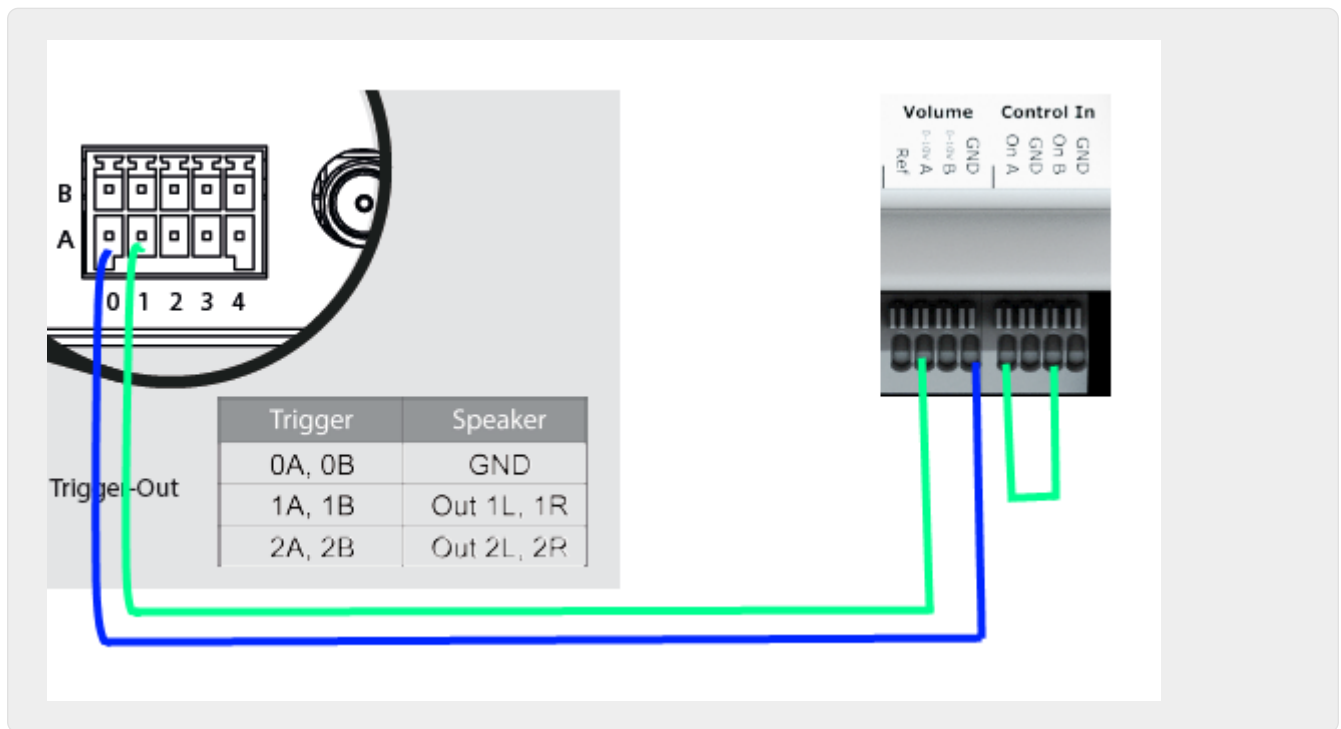 B
A
0 1 2 3 4
Trigger-Out
Trigger Speaker
0A, 0B GND
1A, 1B Out 1L, 1R
2A, 2B Out 2L, 2R
Volume Control In
Ref
0-10V A
0-10V B
GND
On A
GND
On B
GND